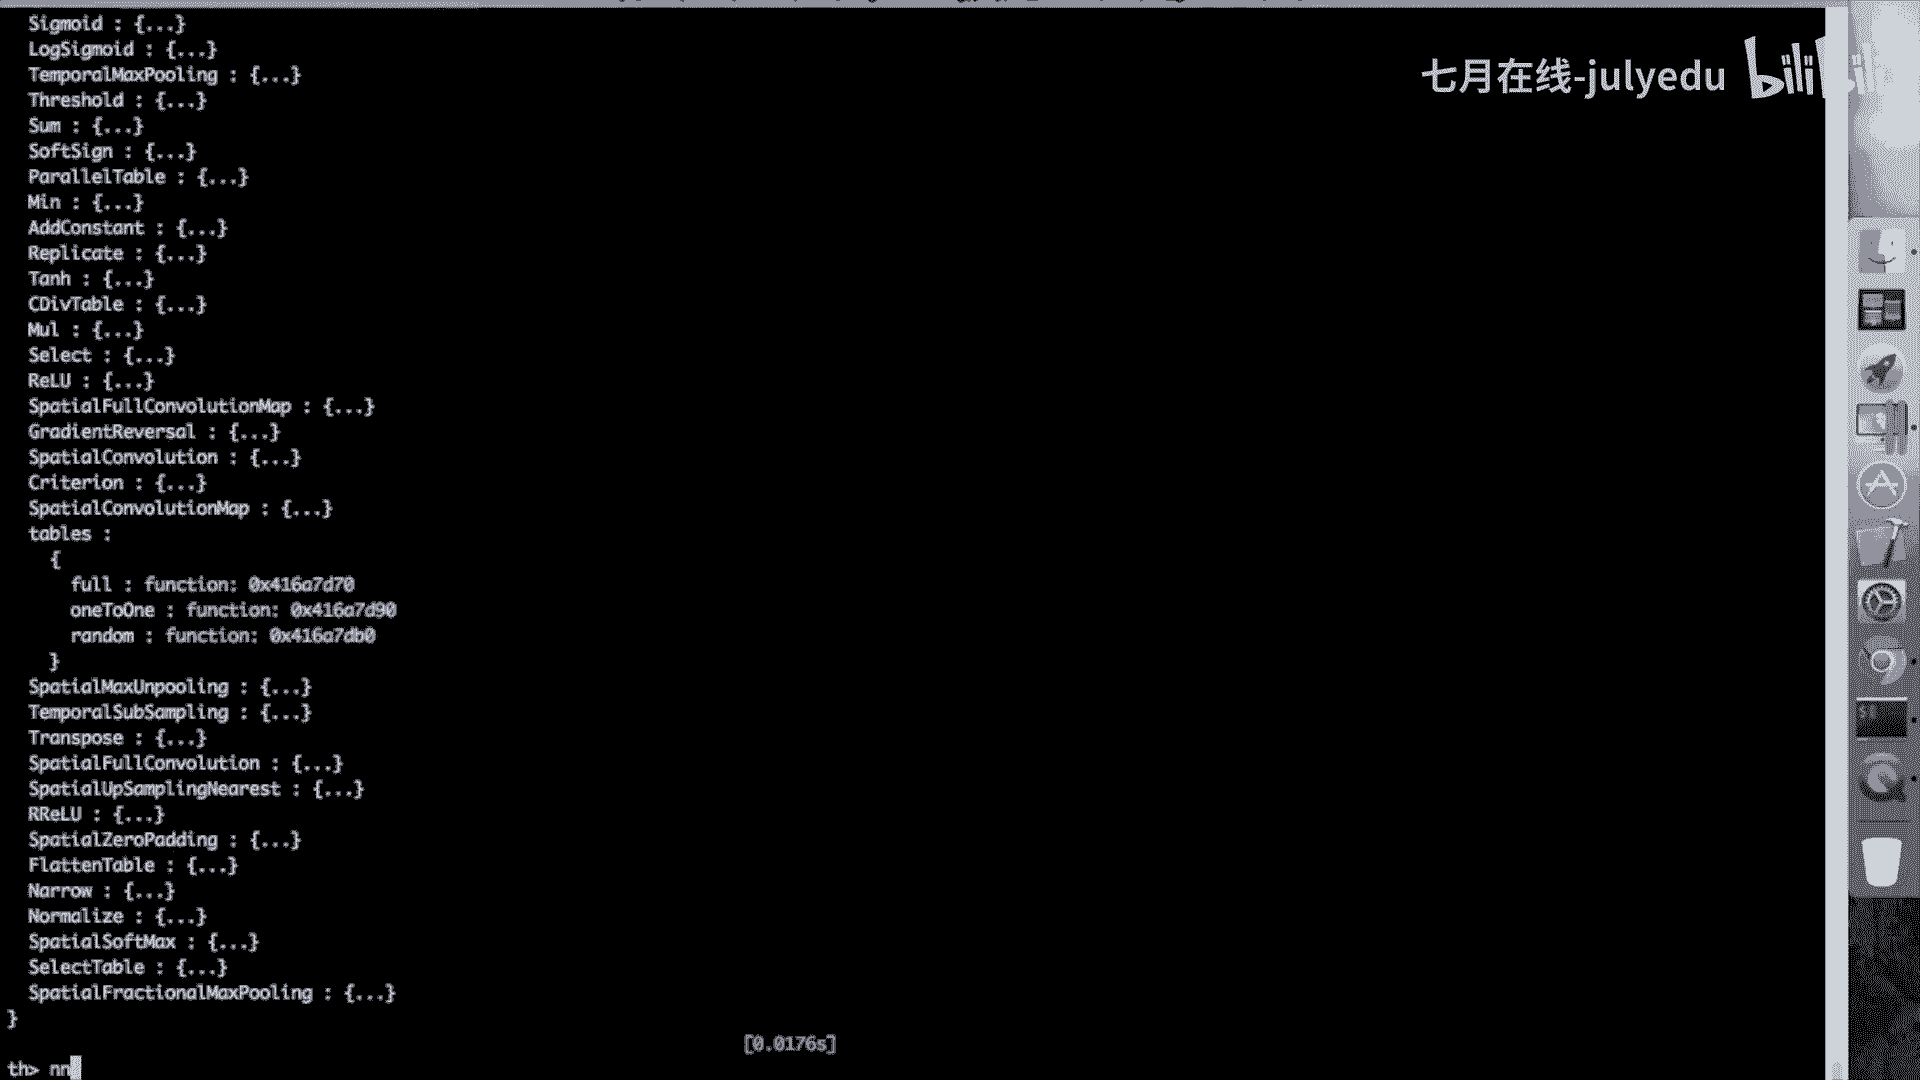 Sigmoid : {...}
LogSigmoid : {...}
TemporalMaxPooling : {...}
Threshold : {...}
Sum : {...}
SoftSign : {...}
ParallelTable : {...}
Min : {...}
AddConstant : {...}
Replicate : {...}
Tanh : {...}
CDivTable : {...}
Mul : {...}
Select : {...}
ReLU : {...}
SpatialFullConvolutionMap : {...}
GradientReversal : {...}
SpatialConvolution : {...}
Criterion : {...}
SpatialConvolutionMap : {...}
tables :
{
full : function: 0x416a7d70
oneToOne : function: 0x416a7d90
random : function: 0x416a7db0
}
SpatialMaxUnpooling : {...}
TemporalSubSampling : {...}
Transpose : {...}
SpatialFullConvolution : {...}
SpatialUpSamplingNearest : {...}
RReLU : {...}
SpatialZeroPadding : {...}
FlattenTable : {...}
Narrow : {...}
Normalize : {...}
SpatialSoftMax : {...}
SelectTable : {...}
SpatialFractionalMaxPooling : {...}
}
[0.0176s]
th> nn
七月在线-julyedu bilibili